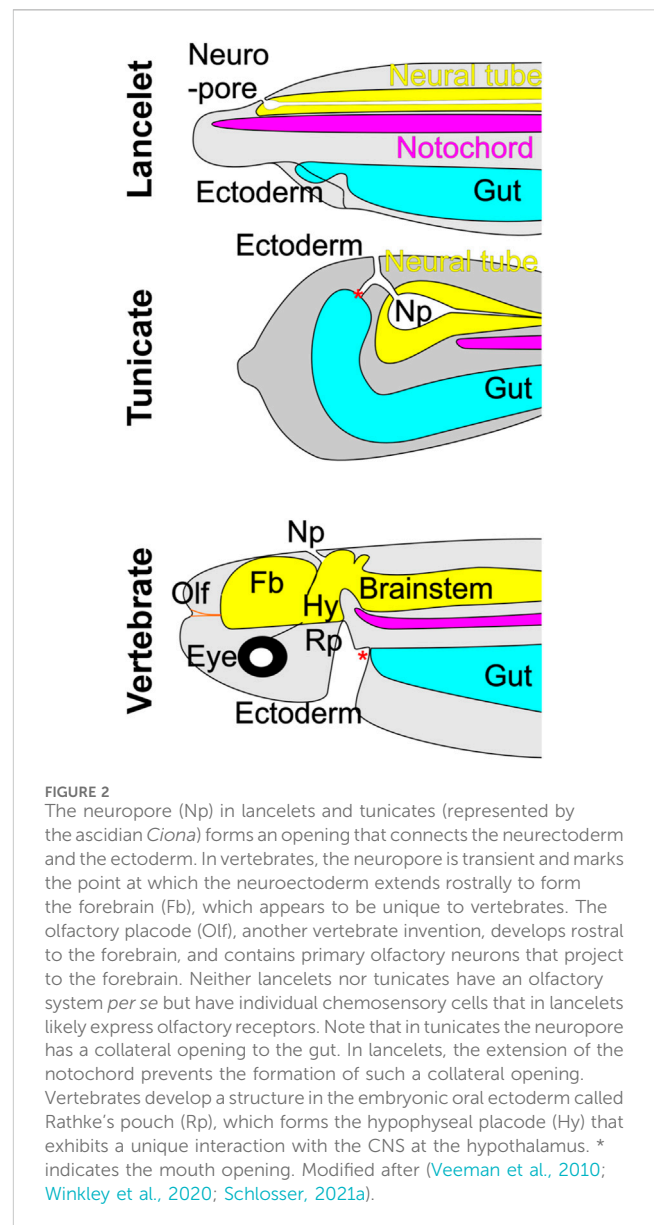 Lancelet
Neuro
-pore
Neural tube
Notochord
Ectoderm
Gut
Tunicate
Ectoderm
Neural tube
*
Np
Gut
Vertebrate
Np
Olf
Fb
Brainstem
Hy
Rp
Eye
*
Gut
Ectoderm
FIGURE 2
The neuropore (Np) in lancelets and tunicates (represented by
the ascidian Ciona) forms an opening that connects the neurectoderm
and the ectoderm. In vertebrates, the neuropore is transient and marks
the point at which the neuroectoderm extends rostrally to form
the forebrain (Fb), which appears to be unique to vertebrates. The
olfactory placode (Olf), another vertebrate invention, develops rostral
to the forebrain, and contains primary olfactory neurons that project
to the forebrain. Neither lancelets nor tunicates have an olfactory
system per se but have individual chemosensory cells that in lancelets
likely express olfactory receptors. Note that in tunicates the neuropore
has a collateral opening to the gut. In lancelets, the extension of the
notochord prevents the formation of such a collateral opening.
Vertebrates develop a structure in the embryonic oral ectoderm called
Rathke's pouch (Rp), which forms the hypophyseal placode (Hy) that
exhibits a unique interaction with the CNS at the hypothalamus. *
indicates the mouth opening. Modified after (Veeman et al., 2010;
Winkley et al., 2020; Schlosser, 2021a).